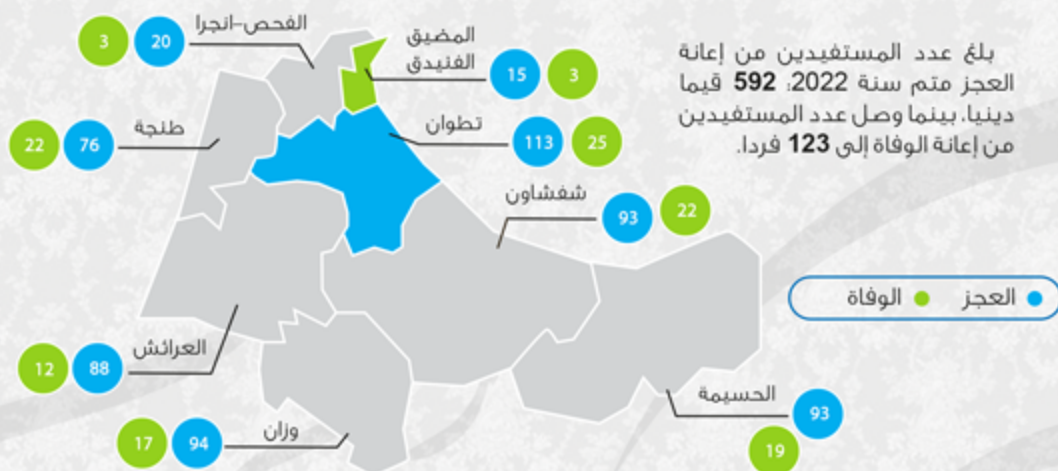 بلغ عدد المستفيدين من إعانة
العجز متم سنة 2022، 592 قيما
دينيا، بينما وصل عدد المستفيدين
من إعانة الوفاة إلى 123 فردا.
الفحص-انجرا
20
3
المضيق
الفنيدق
15
3
طنجة
76
22
تطوان
113
25
شفشاون
93
22
العجز
الوفاة
العرائش
88
12
الحسيمة
93
19
وزان
94
17